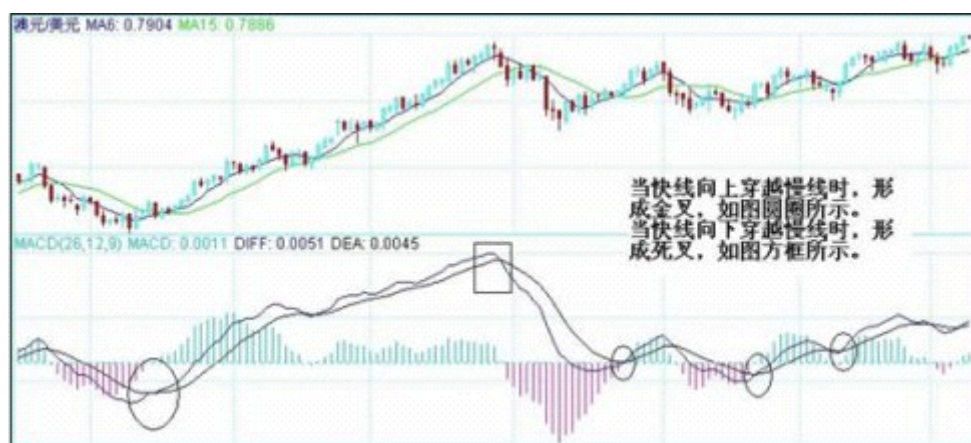 澳元/美元 MA6: 0.7904 MA15: 0.7886
当快线向上穿越慢线时，形
成金叉，如图圆圈所示。
当快线向下穿越慢线时，形
成死叉，如图方框所示。
MACD(26,12,9) MACD: 0.0011 DIFF: 0.0051 DEA: 0.0045